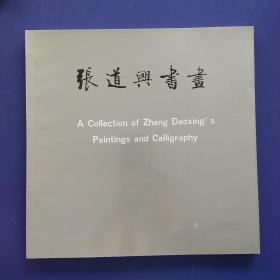 張道興書畫
A Collection of Zhang Daoxing' s
Paintings and Calligraphy